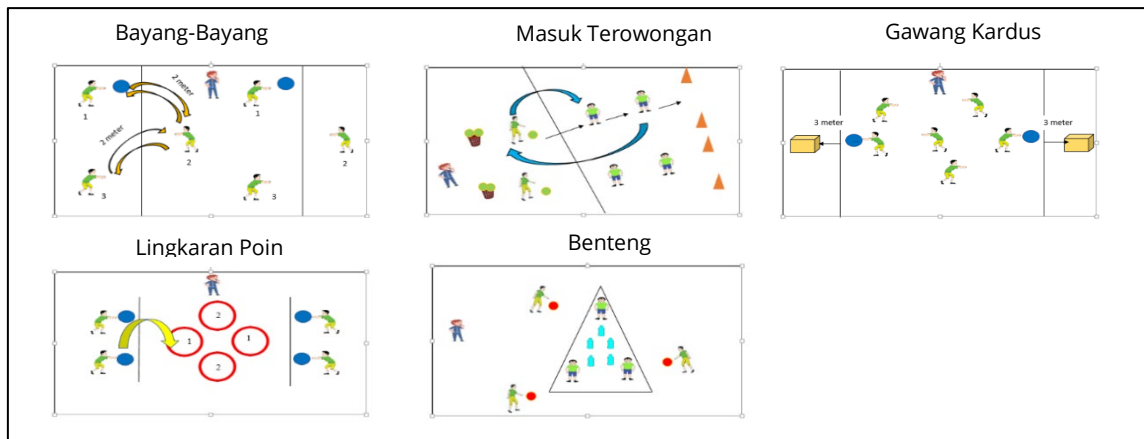 Bayang-Bayang
Masuk Terowongan
Gawang Kardus
2 meter
1
1
2 meter
2
2
3
3
3 meter
3 meter
Lingkaran Poin
Benteng
2
1
1
2